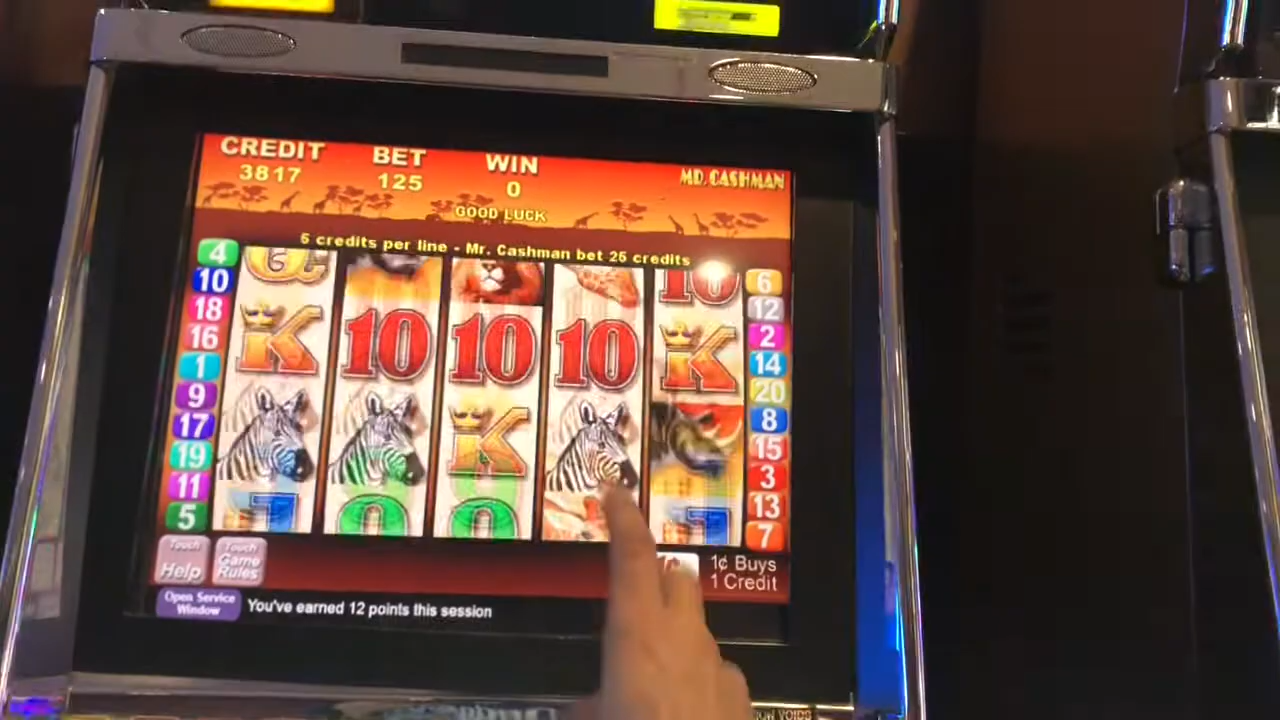 CREDIT BET WIN
3817 125 0
MR. CASHMAN
GOOD LUCK
5 credits per line - Mr. Cashman bet 25 credits
4 6
10 12
18 2
16 14
1 20
9 8
17 15
19 3
11 13
5 7
10
K 10 10 10 K
K
J J
Touch Help
Touch Game Rules
1¢ Buys
1 Credit
Open Service Window
You've earned 12 points this session